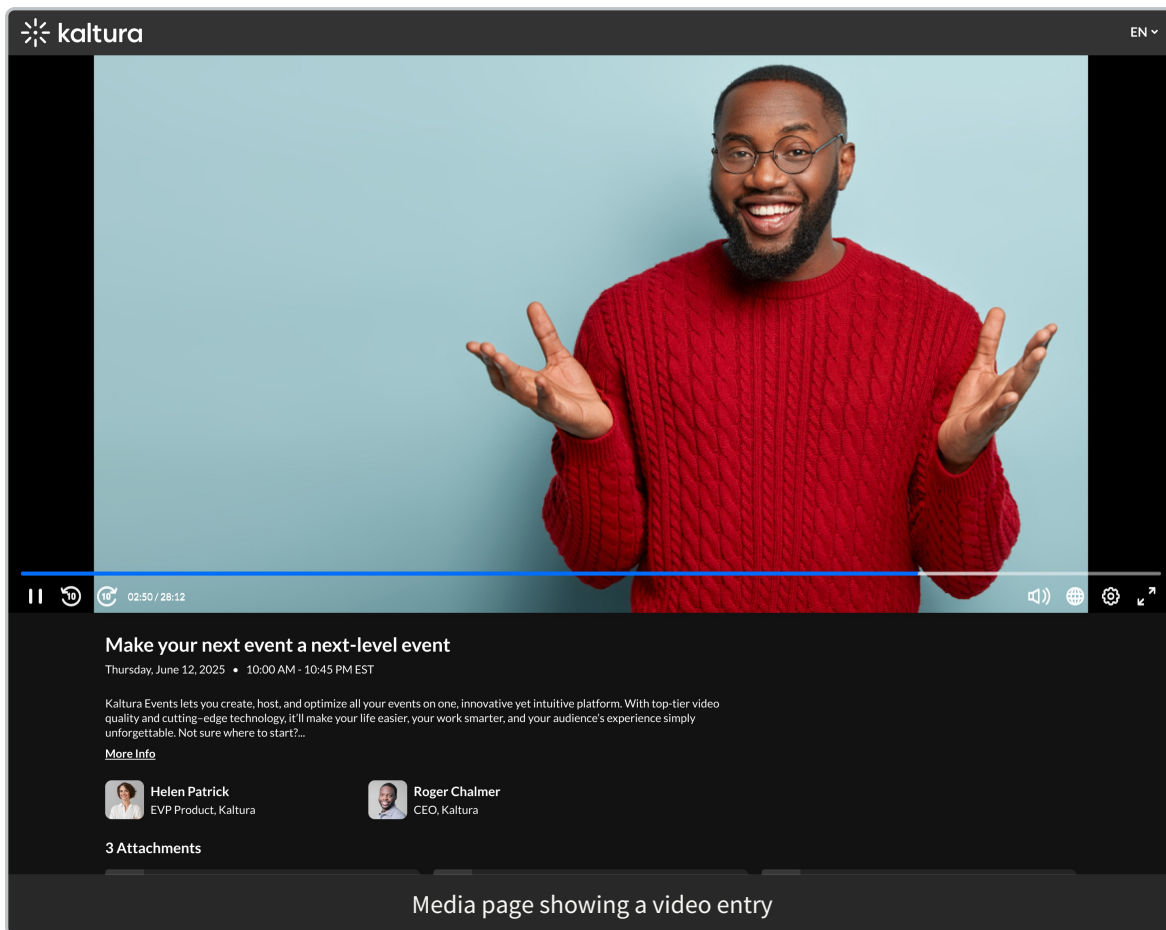 kaltura
EN
10
10
02:50 / 28:12
Make your next event a next-level event
Thursday, June 12, 2025 • 10:00 AM - 10:45 PM EST
Kaltura Events lets you create, host, and optimize all your events on one, innovative yet intuitive platform. With top-tier video
quality and cutting–edge technology, it'll make your life easier, your work smarter, and your audience's experience simply
unforgettable. Not sure where to start?...
More Info
Helen Patrick
EVP Product, Kaltura
Roger Chalmer
CEO, Kaltura
3 Attachments
Media page showing a video entry